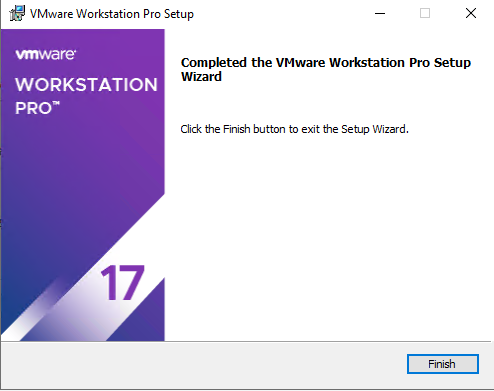 VMware Workstation Pro Setup
vmware®
WORKSTATION
PRO™
17
Completed the VMware Workstation Pro Setup
Wizard
Click the Finish button to exit the Setup Wizard.
Finish